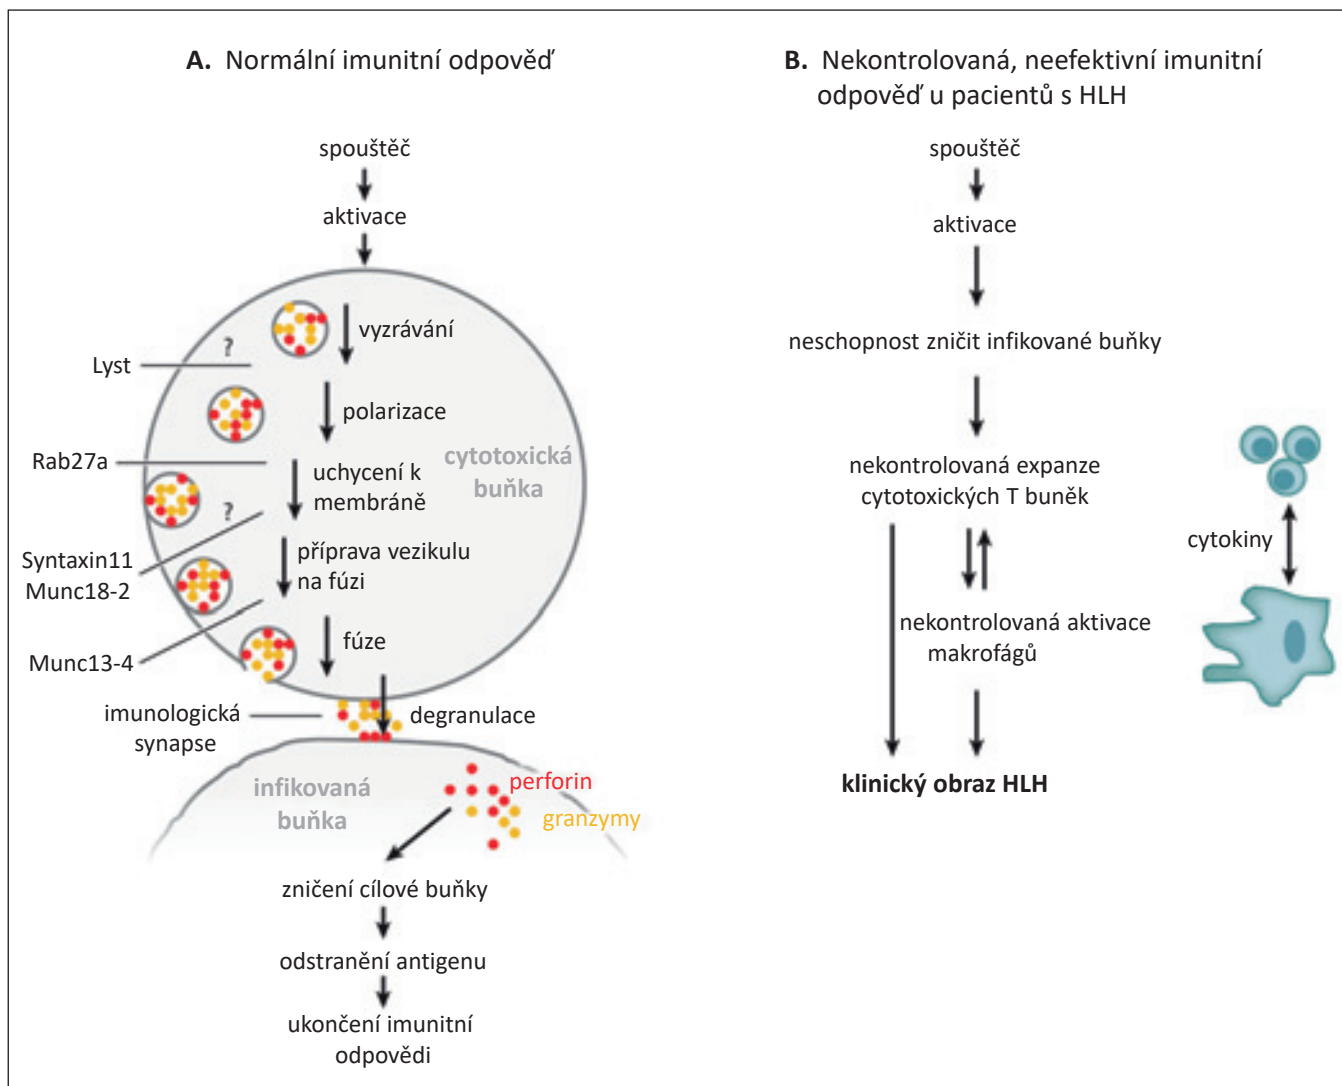 A. Normální imunitní odpověď
spouštěč
aktivace
vyzrávání
?
Lyst
polarizace
cytotoxická
buňka
Rab27a
uchycení k
membráně
?
Syntaxin11
Munc18-2
příprava vezikulu
na fúzi
fúze
Munc13-4
imunologická
synapse
degranulace
infikovaná
buňka
perforin
granzymy
zničení cílové buňky
odstranění antigenu
ukončení imunitní
odpovědi
B. Nekontrolovaná, neefektivní imunitní
odpověď u pacientů s HLH
spouštěč
aktivace
neschopnost zničit infikované buňky
nekontrolovaná expanze
cytotoxických T buněk
cytokiny
nekontrolovaná aktivace
makrofágů
klinický obraz HLH